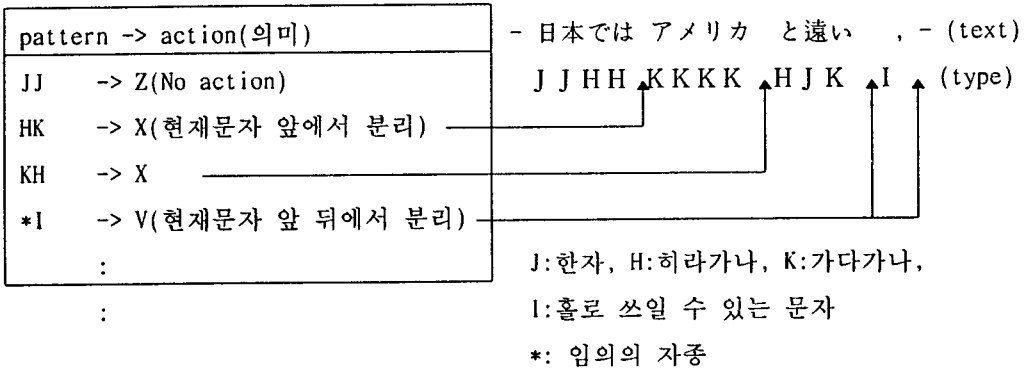 pattern -> action(의미)
JJ -> Z(No action)
HK -> X(현재문자 앞에서 분리)
KH -> X
*I -> V(현재문자 앞 뒤에서 분리)
:
:
- 日本では アメリカ と遠い , - (text)
J J H H K K K K H J K I (type)
J:한자, H:히라가나, K:가다가나,
I:홀로 쓰일 수 있는 문자
*: 임의의 자종